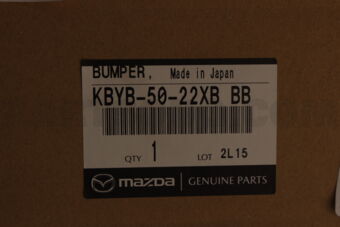 BUMPER, Made in Japan
KBYB-50-22XB BB
QTY 1 LOT 2L15
mazda GENUINE PARTS